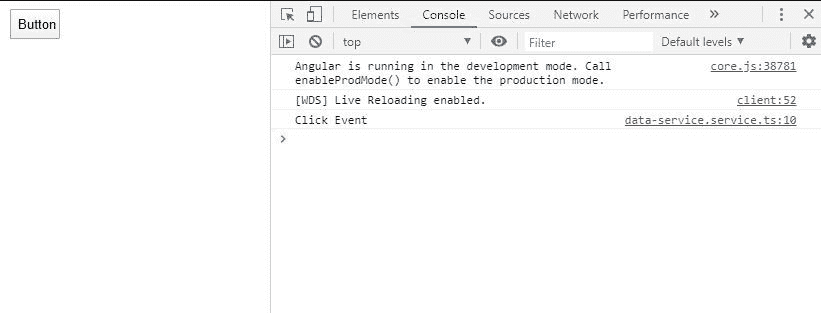 Button
Elements Console Sources Network Performance »
top Filter Default levels
Angular is running in the development mode. Call core.js:38781
enableProdMode() to enable the production mode.
[WDS] Live Reloading enabled. client:52
Click Event data-service.service.ts:10